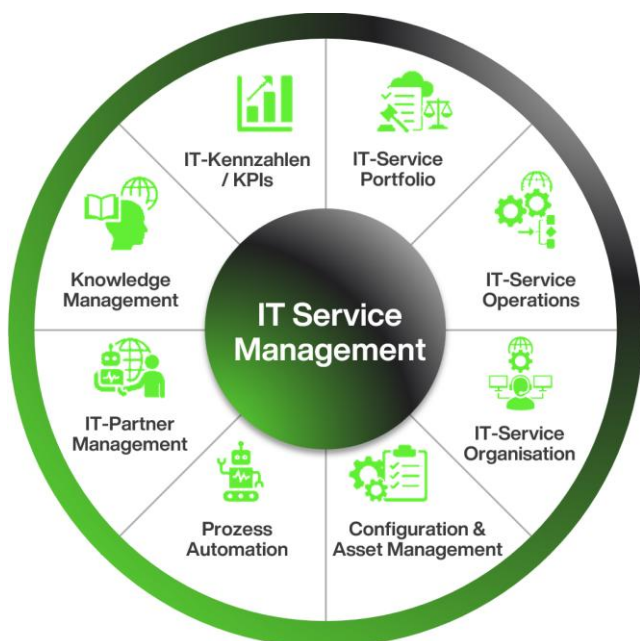 IT Service
Management
IT-Kennzahlen
/ KPIs
IT-Service
Portfolio
IT-Service
Operations
IT-Service
Organisation
Configuration &
Asset Management
Prozess
Automation
IT-Partner
Management
Knowledge
Management